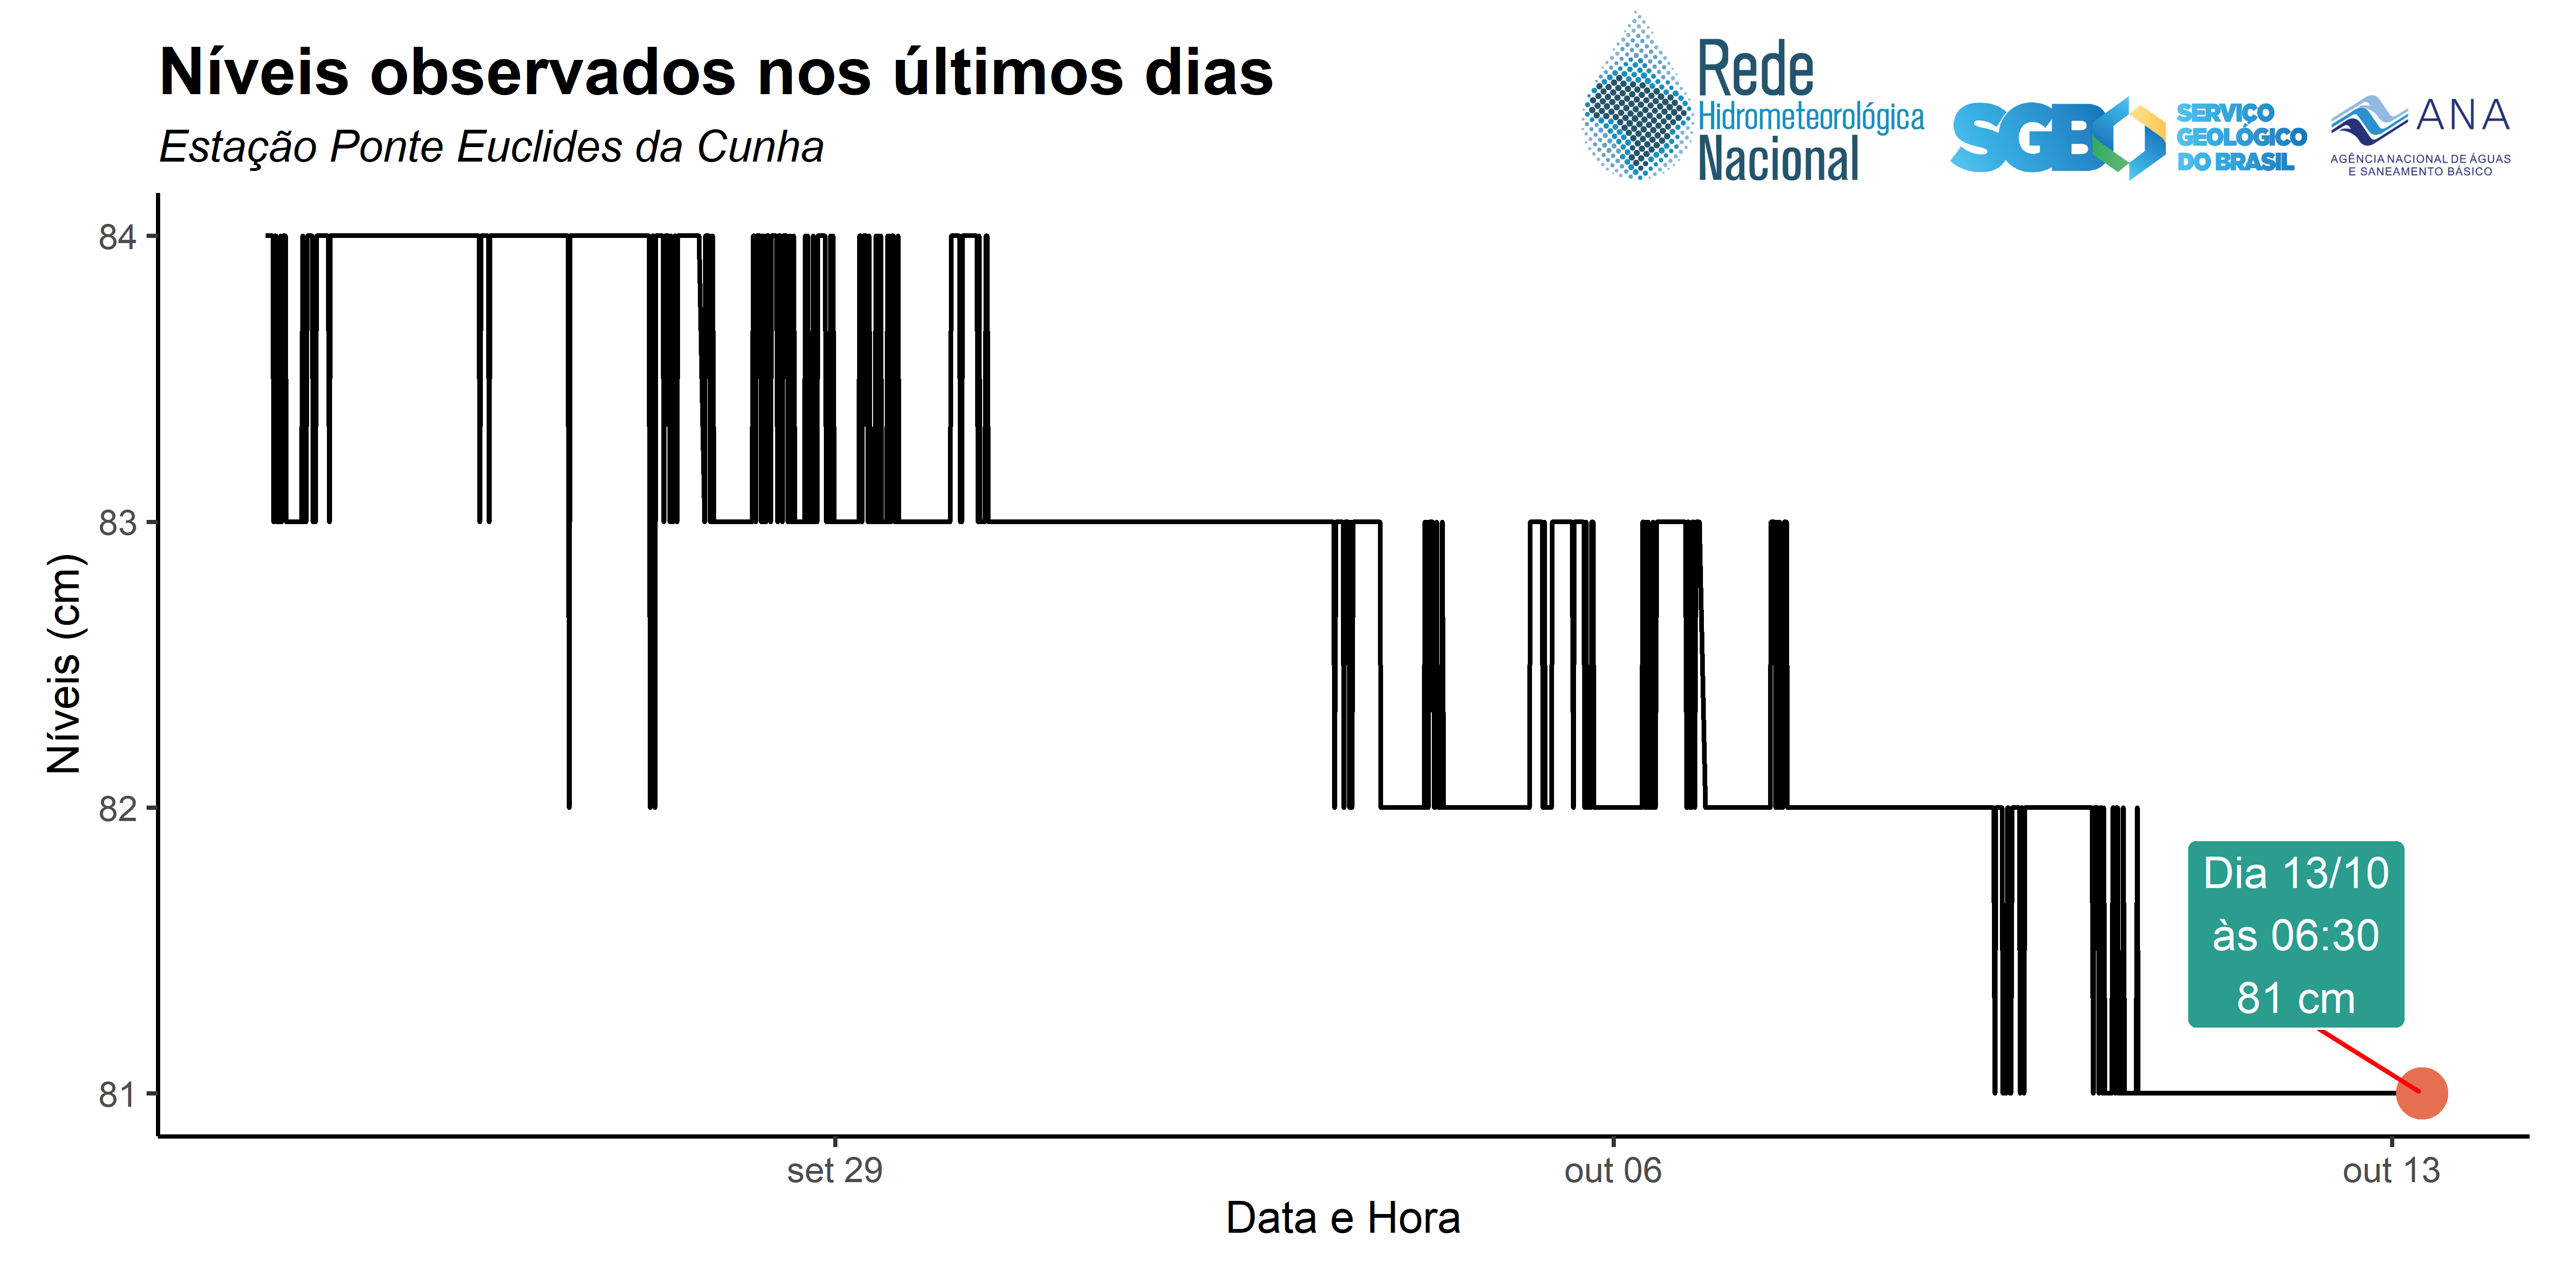 Níveis observados nos últimos dias
Estação Ponte Euclides da Cunha
Rede
Hidrometeorológica
Nacional
SGB
SERVIÇO
GEOLÓGICO
DO BRASIL
ANA
AGÊNCIA NACIONAL DE ÁGUAS
E SANEAMENTO BÁSICO
84
83
82
81
Níveis (cm)
Dia 13/10
às 06:30
81 cm
set 29
out 06
out 13
Data e Hora